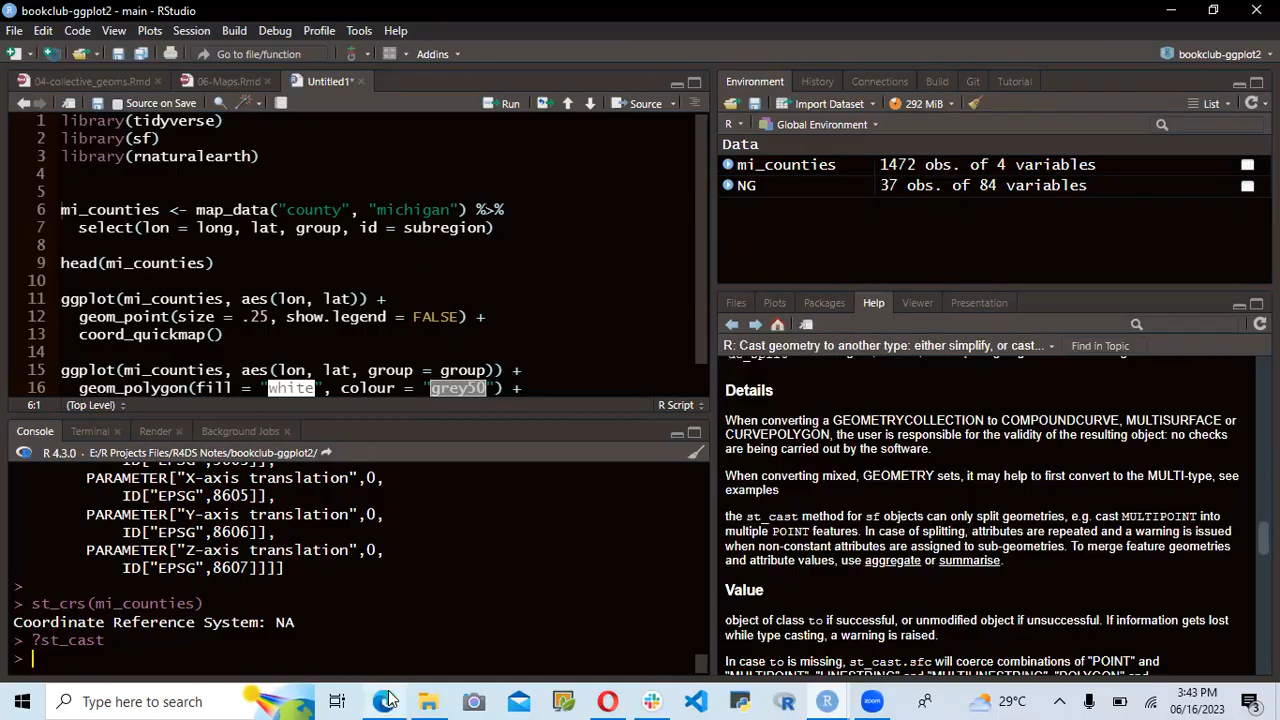 bookclub-ggplot2 - main - RStudio
File Edit Code View Plots Session Build Debug Profile Tools Help
Go to file/function Addins bookclub-ggplot2
04-collective_geoms.Rmd 06-Maps.Rmd Untitled1*
Source on Save Run Source
1 library(tidyverse)
2 library(sf)
3 library(rnaturalearth)
4
5
6 mi_counties <- map_data("county", "michigan") %>%
7 select(lon = long, lat, group, id = subregion)
8
9 head(mi_counties)
10
11 ggplot(mi_counties, aes(lon, lat)) +
12 geom_point(size = .25, show.legend = FALSE) +
13 coord_quickmap()
14
15 ggplot(mi_counties, aes(lon, lat, group = group)) +
16 geom_polygon(fill = "white", colour = "grey50") +
6:1 (Top Level) R Script
Console Terminal Render Background Jobs
R 4.3.0 · E:/R Projects/R4DS Notes/bookclub-ggplot2/
PARAMETER["X-axis translation",0,
ID["EPSG",8605]],
PARAMETER["Y-axis translation",0,
ID["EPSG",8606]],
PARAMETER["Z-axis translation",0,
ID["EPSG",8607]]]]
>
> st_crs(mi_counties)
Coordinate Reference System: NA
> ?st_cast
>
Environment History Connections Build Git Tutorial
Import Dataset 292 MiB List
R Global Environment
Data
mi_counties 1472 obs. of 4 variables
NG 37 obs. of 84 variables
Files Plots Packages Help Viewer Presentation
R: Cast geometry to another type: either simplify, or cast... Find in Topic
Details
When converting a GEOMETRYCOLLECTION to COMPOUNDCURVE, MULTISURFACE or
CURVEPOLYGON, the user is responsible for the validity of the resulting object: no checks
are being carried out by the software.
When converting mixed, GEOMETRY sets, it may help to first convert to the MULTI-type, see
examples
the st_cast method for sf objects can only split geometries, e.g. cast MULTIPOINT into
multiple POINT features. In case of splitting, attributes are repeated and a warning is issued
when non-constant attributes are assigned to sub-geometries. To merge feature geometries
and attribute values, use aggregate or summarise.
Value
object of class to if successful, or unmodified object if unsuccessful. If information gets lost
while type casting, a warning is raised.
In case to is missing, st_cast.sfc will coerce combinations of "POINT" and
Type here to search
zoom
29°C
3:43 PM
06/16/2023
3